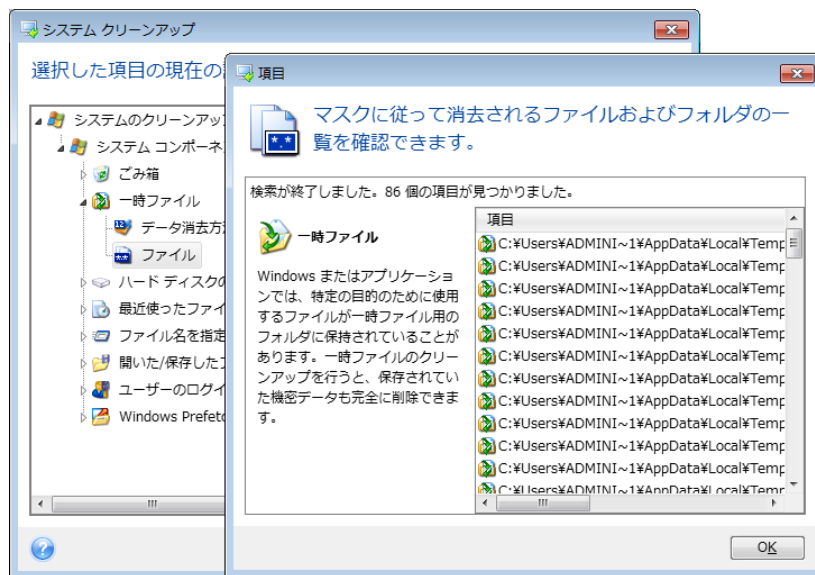 システム クリーンアップ
選択した項目の現在の
システムのクリーンアップ
システム コンポーネ
ごみ箱
一時ファイル
データ消去方
ファイル
ハード ディスクの
最近使ったファイ
ファイル名を指定
開いた/保存した
ユーザーのログイ
Windows Prefetc
項目
マスクに従って消去されるファイルおよびフォルダの一
覧を確認できます。
検索が終了しました。86 個の項目が見つかりました。
一時ファイル
Windows またはアプリケーショ
ンでは、特定の目的のために使用
するファイルが一時ファイル用の
フォルダに保持されていることが
あります。一時ファイルのクリー
ンアップを行うと、保存されてい
た機密データも完全に削除できま
す。
項目
C:¥Users¥ADMINI~1¥AppData¥Local¥Temp
C:¥Users¥ADMINI~1¥AppData¥Local¥Temp
C:¥Users¥ADMINI~1¥AppData¥Local¥Temp
C:¥Users¥ADMINI~1¥AppData¥Local¥Temp
C:¥Users¥ADMINI~1¥AppData¥Local¥Temp
C:¥Users¥ADMINI~1¥AppData¥Local¥Temp
C:¥Users¥ADMINI~1¥AppData¥Local¥Temp
C:¥Users¥ADMINI~1¥AppData¥Local¥Temp
C:¥Users¥ADMINI~1¥AppData¥Local¥Temp
C:¥Users¥ADMINI~1¥AppData¥Local¥Temp
C:¥Users¥ADMINI~1¥AppData¥Local¥Temp
C:¥Users¥ADMINI~1¥AppData¥Local¥Temp
OK